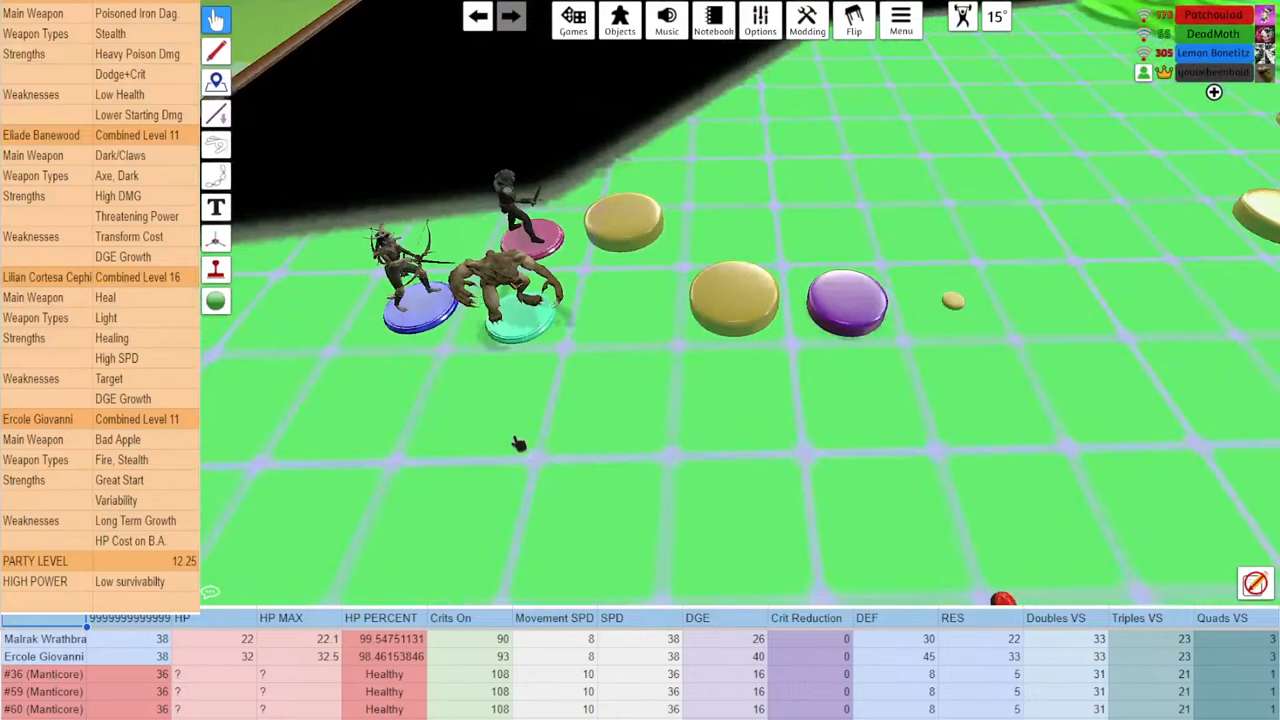 Main Weapon Poisoned Iron Dag.
Weapon Types Stealth
Strengths Heavy Poison Dmg
Dodge+Crit
Weaknesses Low Health
Lower Starting Dmg
Eliade Banewood Combined Level 11
Main Weapon Dark/Claws
Weapon Types Axe, Dark
Strengths High DMG
Threatening Power
Weaknesses Transform Cost
DGE Growth
Lilian Cortesa Cephi Combined Level 16
Main Weapon Heal
Weapon Types Light
Strengths Healing
High SPD
Weaknesses Target
DGE Growth
Ercole Giovanni Combined Level 11
Main Weapon Bad Apple
Weapon Types Fire, Stealth
Strengths Great Start
Variability
Weaknesses Long Term Growth
HP Cost on B.A.
PARTY LEVEL 12.25
HIGH POWER Low survivabilty
T
Games Objects Music Notebook Options Modding Flip Menu 15°
176 Patchoulad
55 DeadMoth
305 Lemon Bonetitz
youvebeenbold
HP HP MAX HP PERCENT Crits On Movement SPD SPD DGE Crit Reduction DEF RES Doubles VS Triples VS Quads VS
Malrak Wrathbra 38 22 22.1 99.54751131 90 8 38 26 0 30 22 33 23 3
Ercole Giovanni 38 32 32.5 98.46153846 93 8 38 40 0 45 33 33 23 3
#36 (Manticore) 36 ? ? Healthy 108 10 36 16 0 8 5 31 21 1
#59 (Manticore) 36 ? ? Healthy 108 10 36 16 0 8 5 31 21 1
#60 (Manticore) 36 ? ? Healthy 108 10 36 16 0 8 5 31 21 1